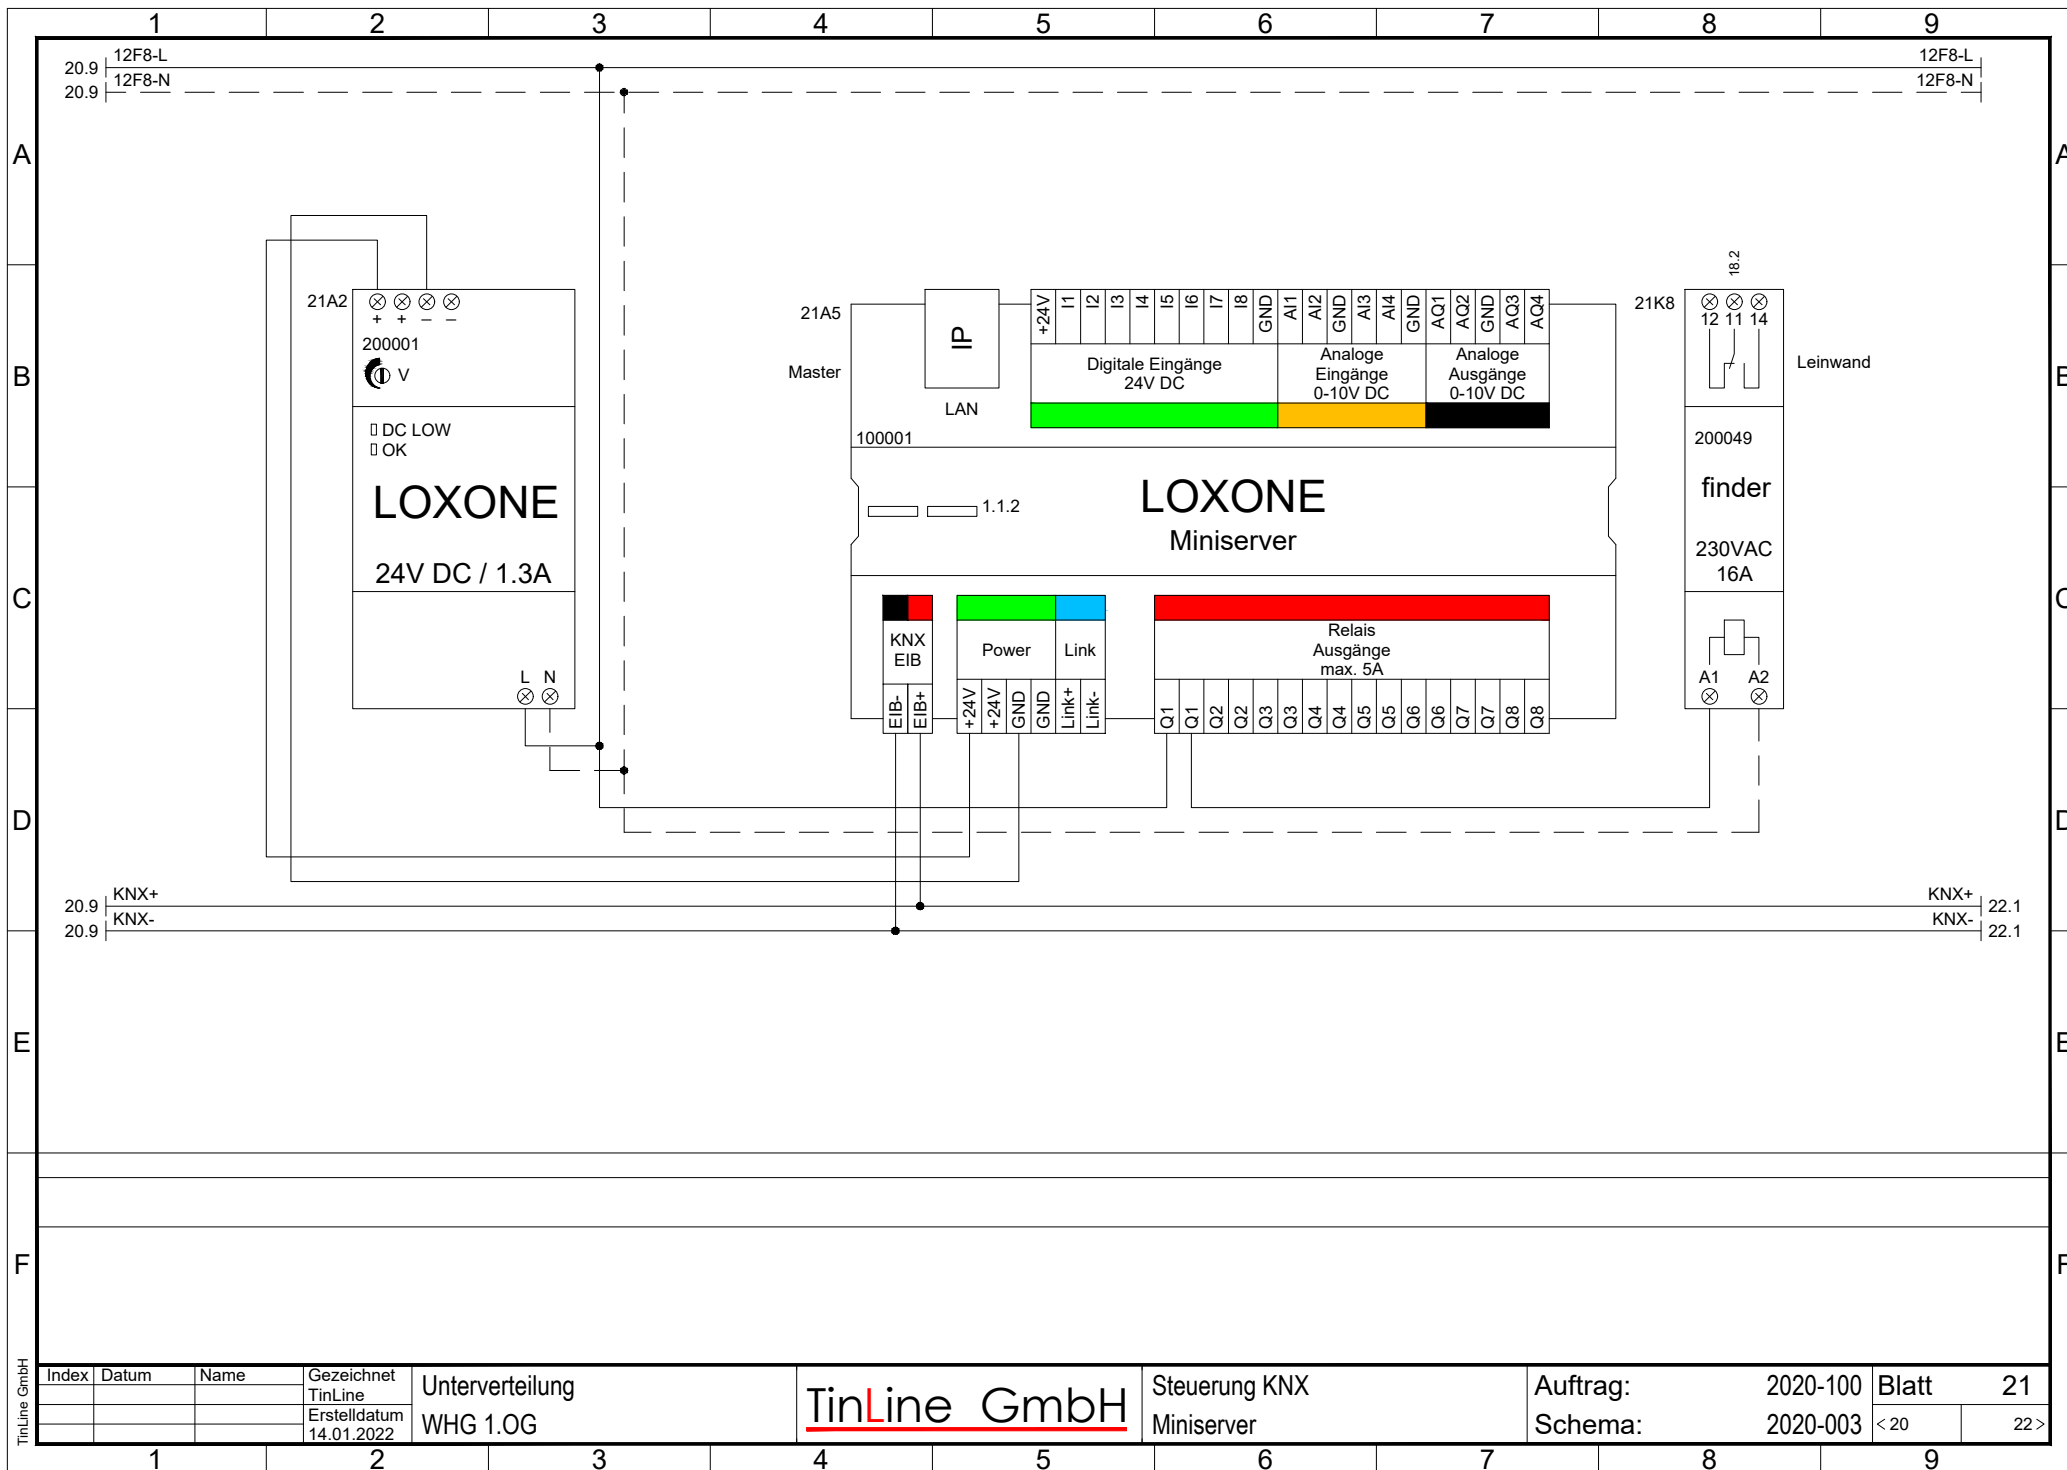 1 2 3 4 5 6 7 8 9
20.9 12F8-L 12F8-L
20.9 12F8-N 12F8-N
A A
18.2
21A2
+ + – –
200001
V
DC LOW
OK
LOXONE
24V DC / 1.3A
L N
21A5
Master
IP
LAN
+24V I1 I2 I3 I4 I5 I6 I7 I8 GND AI1 AI2 GND AI3 AI4 GND AQ1 AQ2 GND AQ3 AQ4
Digitale Eingänge
24V DC
Analoge
Eingänge
0-10V DC
Analoge
Ausgänge
0-10V DC
100001
1.1.2
LOXONE
Miniserver
KNX
EIB
Power
Link
Relais
Ausgänge
max. 5A
EIB- EIB+ +24V +24V GND GND Link+ Link- Q1 Q1 Q2 Q2 Q3 Q3 Q4 Q4 Q5 Q5 Q6 Q6 Q7 Q7 Q8 Q8
21K8
12 11 14
Leinwand
200049
finder
230VAC
16A
A1 A2
B B
C C
D D
20.9 KNX+ KNX+ 22.1
20.9 KNX- KNX- 22.1
E E
F F
TinLine GmbH
Index Datum Name
Gezeichnet
TinLine
Erstelldatum
14.01.2022
Unterverteilung
WHG 1.OG
TinLine GmbH
Steuerung KNX
Miniserver
Auftrag: 2020-100
Schema: 2020-003
Blatt 21
< 20 22 >
1 2 3 4 5 6 7 8 9